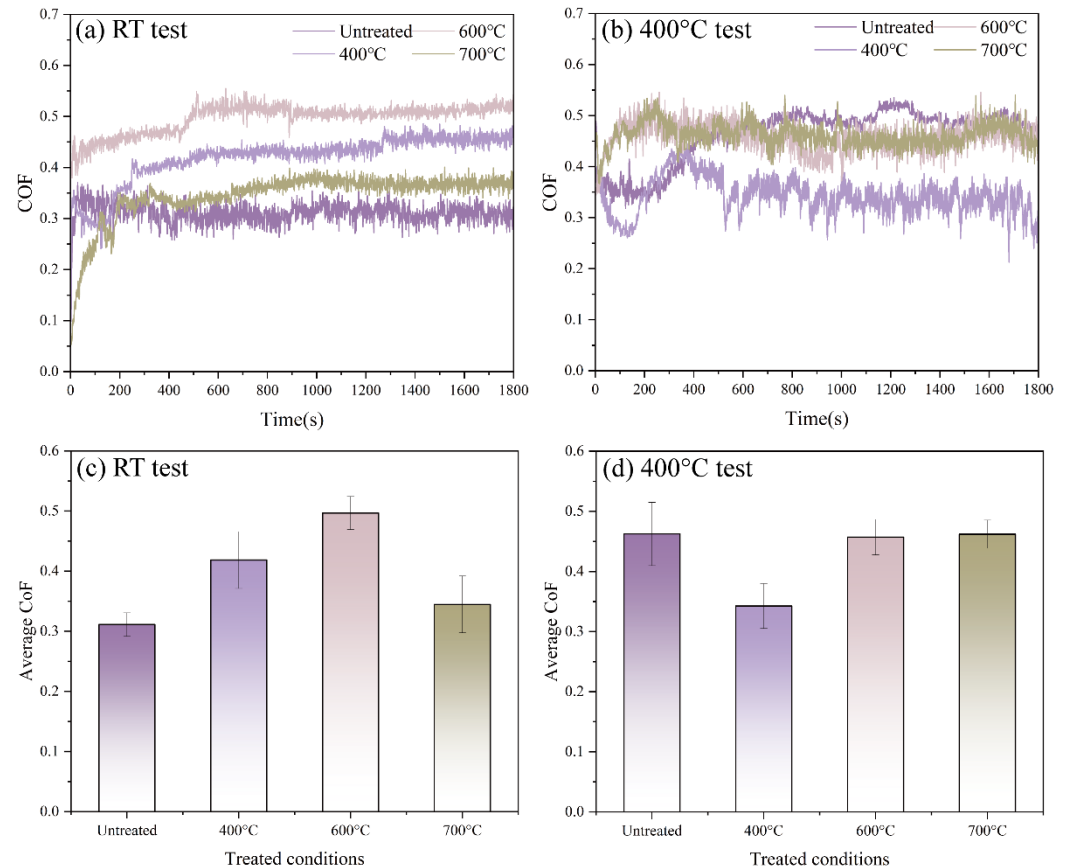 (a) RT test
Untreated
600°C
400°C
700°C
0.7
0.6
0.5
0.4
0.3
0.2
0.1
0.0
COF
0
200
400
600
800
1000
1200
1400
1600
1800
Time(s)
(b) 400°C test
Untreated
600°C
400°C
700°C
0.7
0.6
0.5
0.4
0.3
0.2
0.1
0.0
COF
0
200
400
600
800
1000
1200
1400
1600
1800
Time(s)
(c) RT test
0.6
0.5
0.4
0.3
0.2
0.1
0.0
Average CoF
Untreated
400°C
600°C
700°C
Treated conditions
(d) 400°C test
0.6
0.5
0.4
0.3
0.2
0.1
0.0
Average CoF
Untreated
400°C
600°C
700°C
Treated conditions